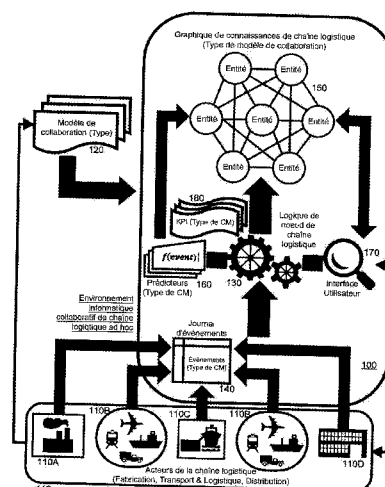 Graphique de connaissances de chaîne logistique
(Type de modèle de collaboration)
Entité
Entité
Entité
150
Entité
Entité
Entité
Entité
Entité
Modèle de
collaboration (Type)
120
180
KPI (Type de CM)
Logique de
noeud de
chaîne
logistique
170
f(event)
Prédicteurs
(Type de CM)
160
130
Interface
Utilisateur
Environnement
informatique
collaboratif de chaîne
logistique ad hoc
Journal
d'événements
Evénements
(Type de CM)
140
100
110B
110C
110B
110A
110D
Acteurs de la chaîne logistique
(Fabrication, Transport & Logistique, Distribution)